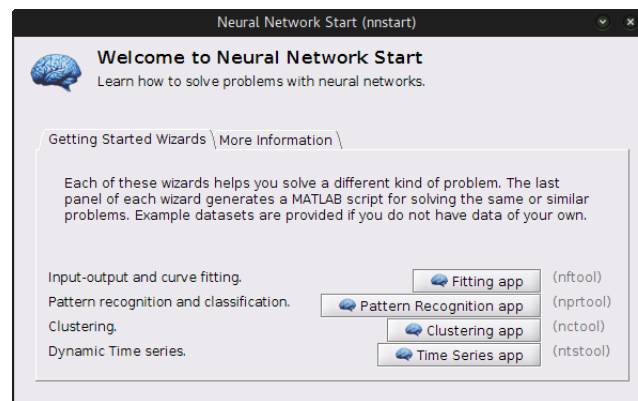 Neural Network Start (nnstart)
Welcome to Neural Network Start
Learn how to solve problems with neural networks.
Getting Started Wizards More Information
Each of these wizards helps you solve a different kind of problem. The last
panel of each wizard generates a MATLAB script for solving the same or similar
problems. Example datasets are provided if you do not have data of your own.
Input-output and curve fitting. Fitting app (nftool)
Pattern recognition and classification. Pattern Recognition app (nprtool)
Clustering. Clustering app (nctool)
Dynamic Time series. Time Series app (ntstool)